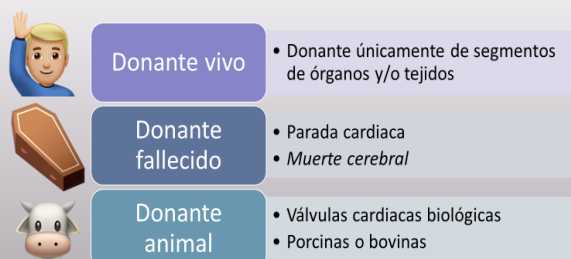 Donante vivo
• Donante únicamente de segmentos
de órganos y/o tejidos
Donante
fallecido
• Parada cardiaca
• Muerte cerebral
Donante
animal
• Válvulas cardiacas biológicas
• Porcinas o bovinas